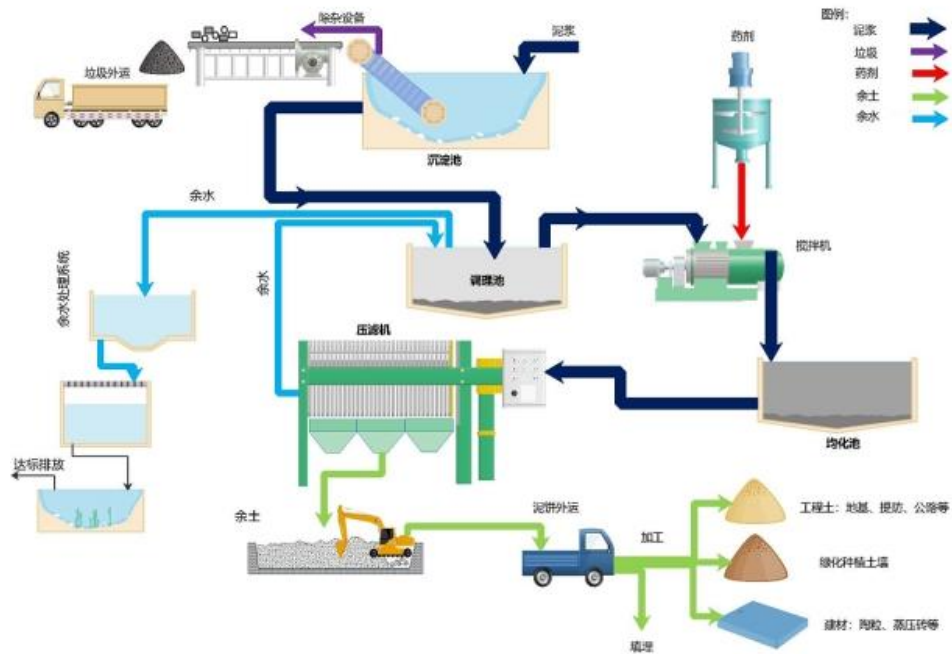 除杂设备
泥浆
药剂
图例：
泥浆
垃圾
药剂
余土
余水
垃圾外运
沉淀池
余水
搅拌机
余水处理系统
余水
调理池
压滤机
均化池
达标排放
余土
泥饼外运
加工
工程土：地基、提防、公路等
绿化种植土壤
填埋
建材：陶粒、蒸压砖等